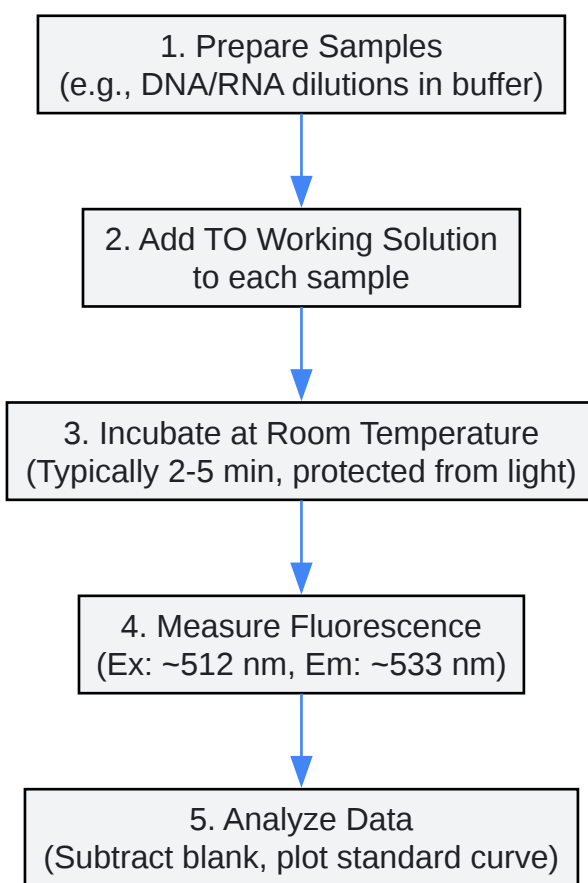 1. Prepare Samples
(e.g., DNA/RNA dilutions in buffer)
2. Add TO Working Solution
to each sample
3. Incubate at Room Temperature
(Typically 2-5 min, protected from light)
4. Measure Fluorescence
(Ex: ~512 nm, Em: ~533 nm)
5. Analyze Data
(Subtract blank, plot standard curve)